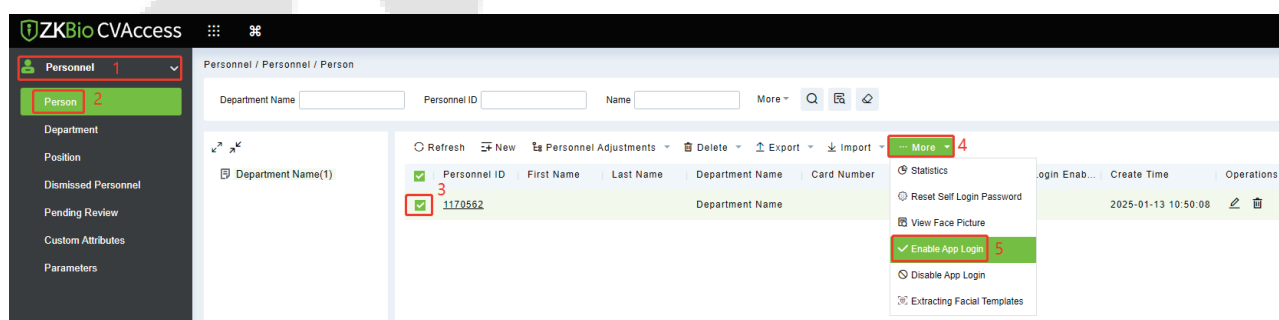 ZKBio CVAccess
Personnel 1
Personnel / Personnel / Person
Person 2
Department Name Personnel ID Name More
Department
Position
Dismissed Personnel
Pending Review
Custom Attributes
Parameters
Department Name(1)
Refresh New Personnel Adjustments Delete Export Import ··· More 4
Personnel ID First Name Last Name Department Name Card Number .ogin Enab... Create Time Operations
3
1170562 Department Name 2025-01-13 10:50:08
Statistics
Reset Self Login Password
View Face Picture
Enable App Login 5
Disable App Login
Extracting Facial Templates